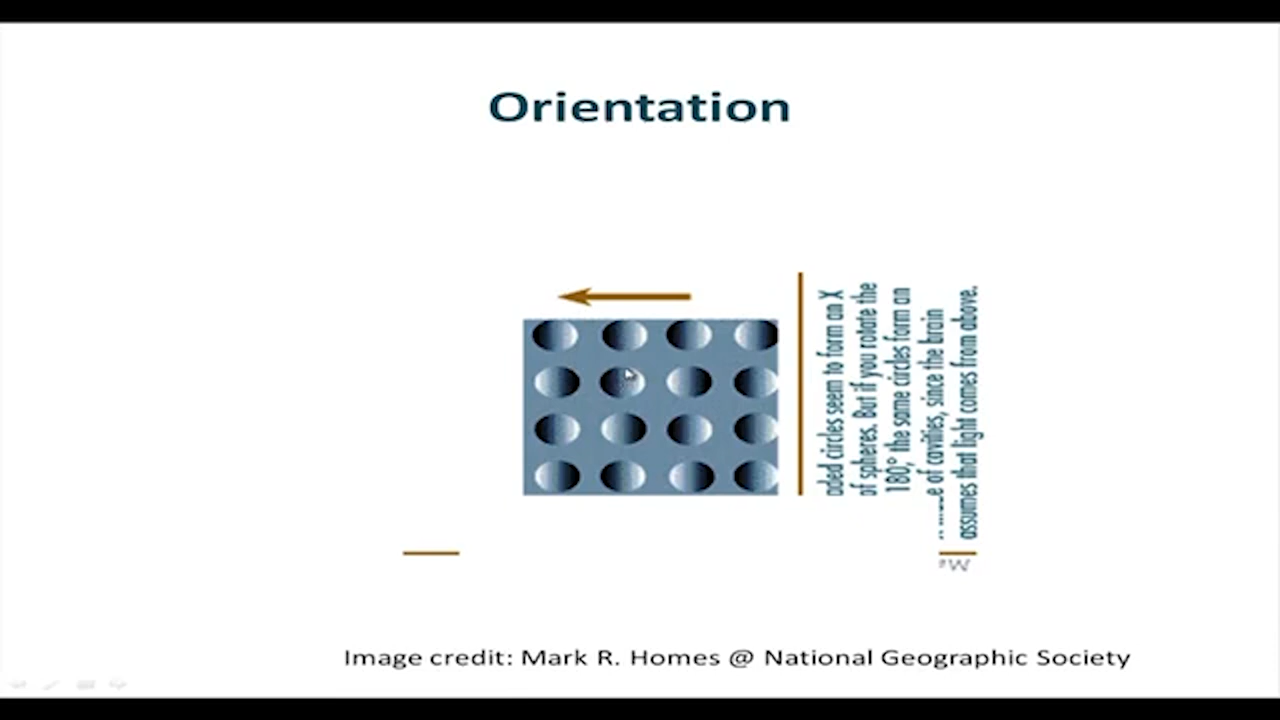 Orientation
aded circles seem to form an X
of spheres. But if you rotate the
180,° the same circles form an
e of cavities, since the brain
assumes that light comes from above.
Image credit: Mark R. Homes @ National Geographic Society